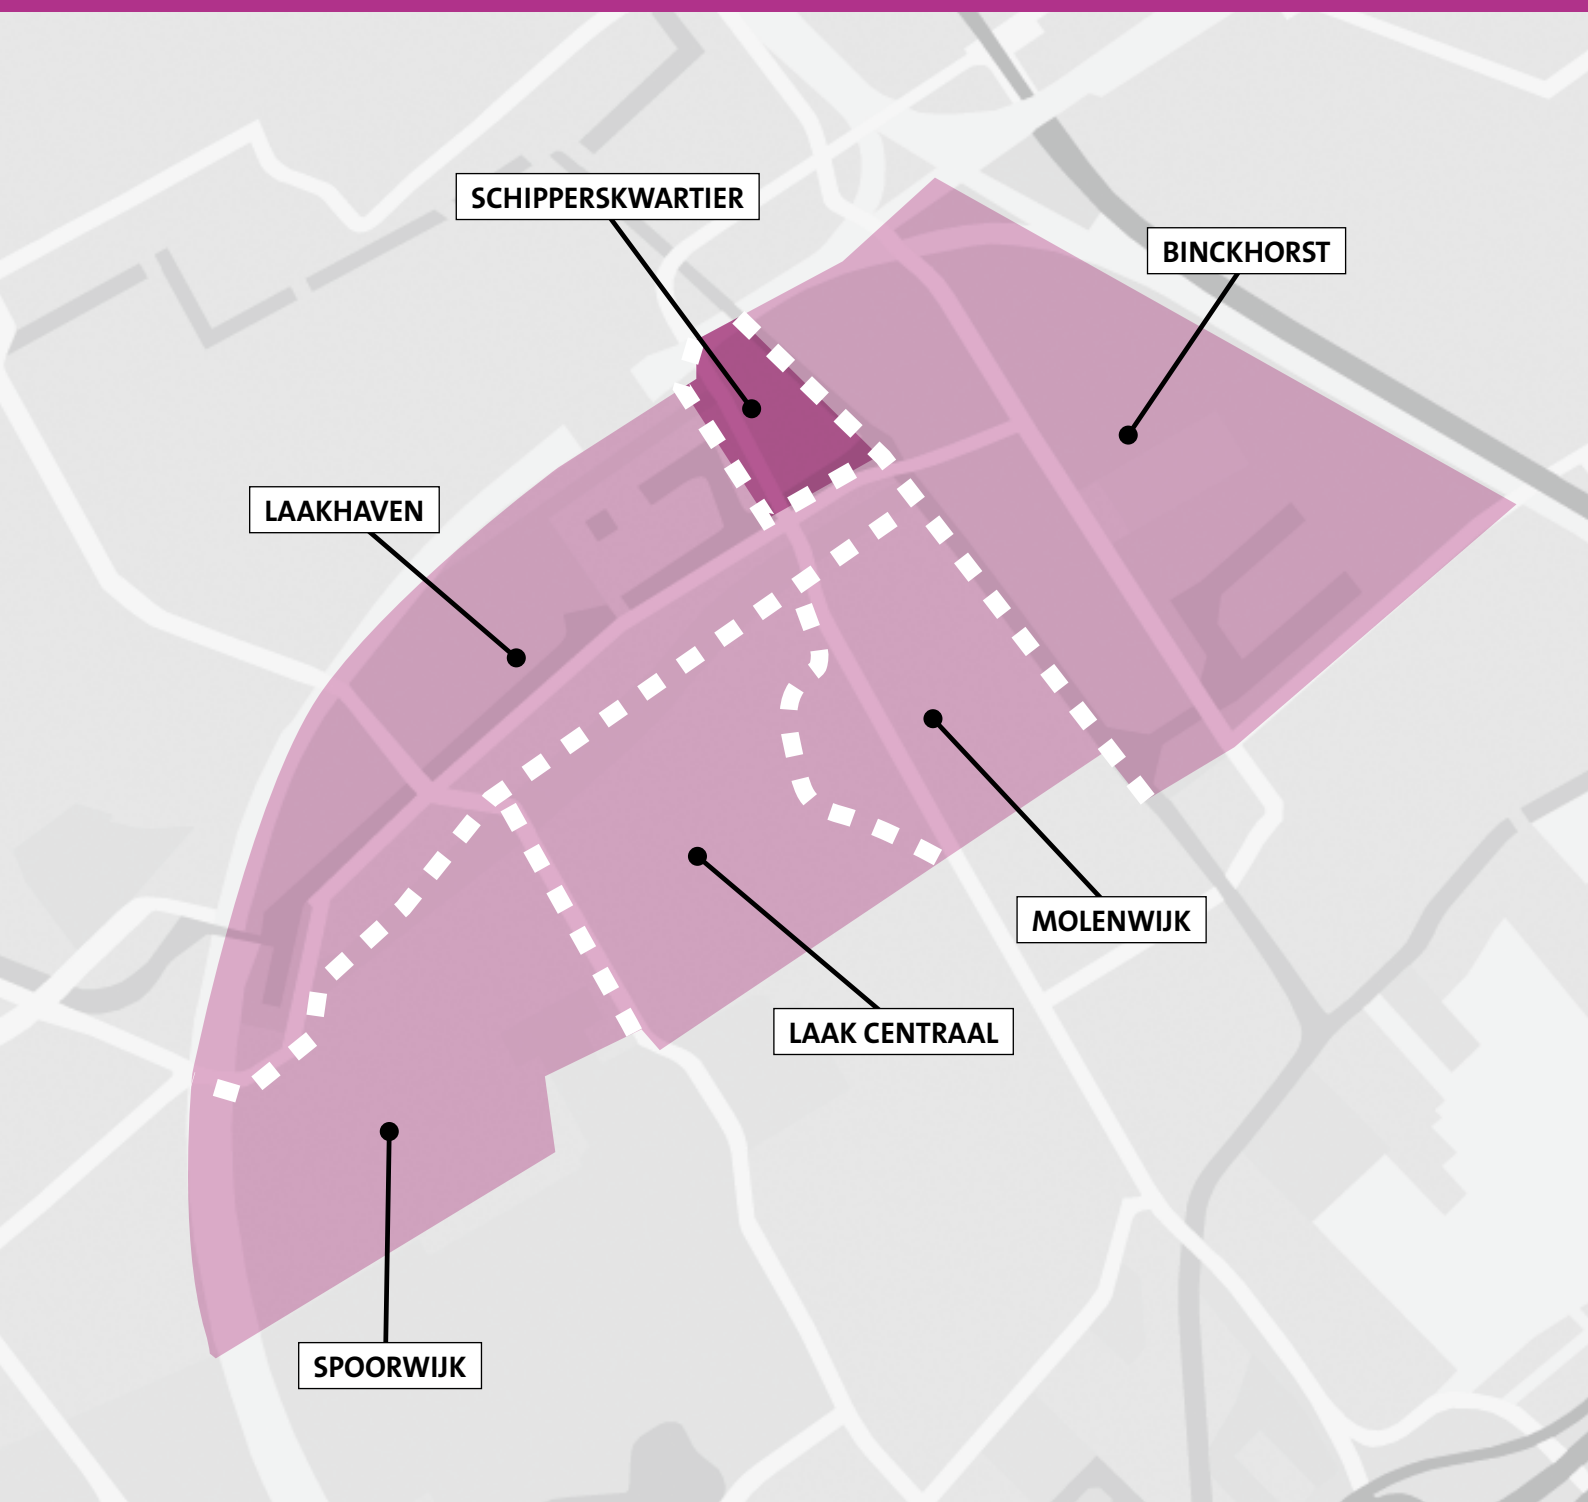 SCHIPPERSKWARTIER
BINCKHORST
LAAKHAVEN
MOLENWIJK
LAAK CENTRAAL
SPOORWIJK